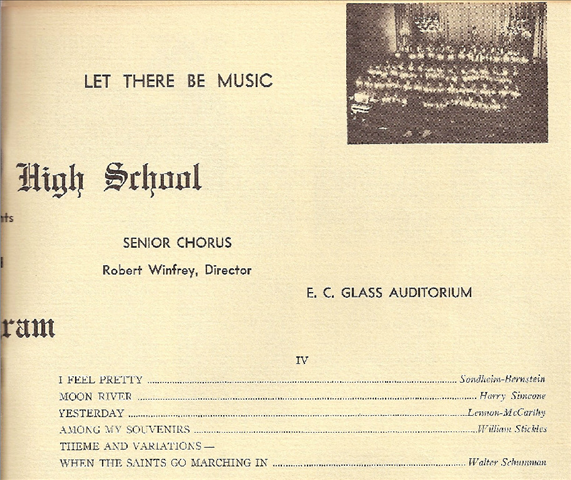 LET THERE BE MUSIC
High School
nts
SENIOR CHORUS
Robert Winfrey, Director
E. C. GLASS AUDITORIUM
ram
IV
I FEEL PRETTY Sondheim-Bernstein
MOON RIVER Harry Simeone
YESTERDAY Lennon-McCarthy
AMONG MY SOUVENIRS William Stickles
THEME AND VARIATIONS—
WHEN THE SAINTS GO MARCHING IN Walter Schumman